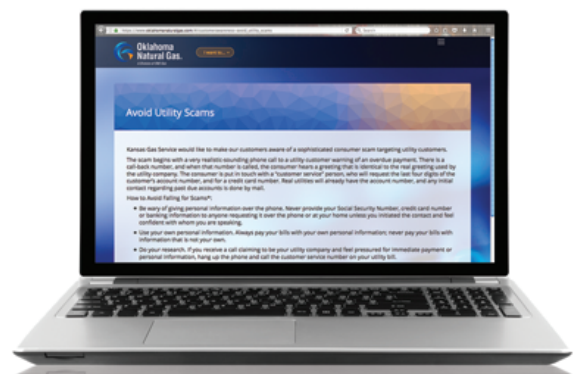 Oklahoma
Natural Gas.
I want to...
Search
Avoid Utility Scams
Kansas Gas Service would like to make our customers aware of a sophisticated consumer scam targeting utility customers.
The scam begins with a very realistic-sounding phone call to a utility customer warning of an overdue payment. There is a
call-back number, and when that number is called, the consumer hears a greeting that is identical to the real greeting used by
the utility company. The consumer is put in touch with a "customer service" person, who will request the last four digits of the
customer's account number, and for a credit card number. Real utilities will already have the account number, and any initial
contact regarding past due accounts is done by mail.
How to Avoid Falling for Scams*:
• Be wary of giving personal information over the phone. Never provide your Social Security Number, credit card number
or banking information to anyone requesting it over the phone or at your home unless you initiated the contact and feel
confident with whom you are speaking.
• Use your own personal information. Always pay your bills with your own personal information; never pay your bills with
information that is not your own.
• Do your research. If you receive a call claiming to be your utility company and feel pressured for immediate payment or
personal information, hang up the phone and call the customer service number on your utility bill.